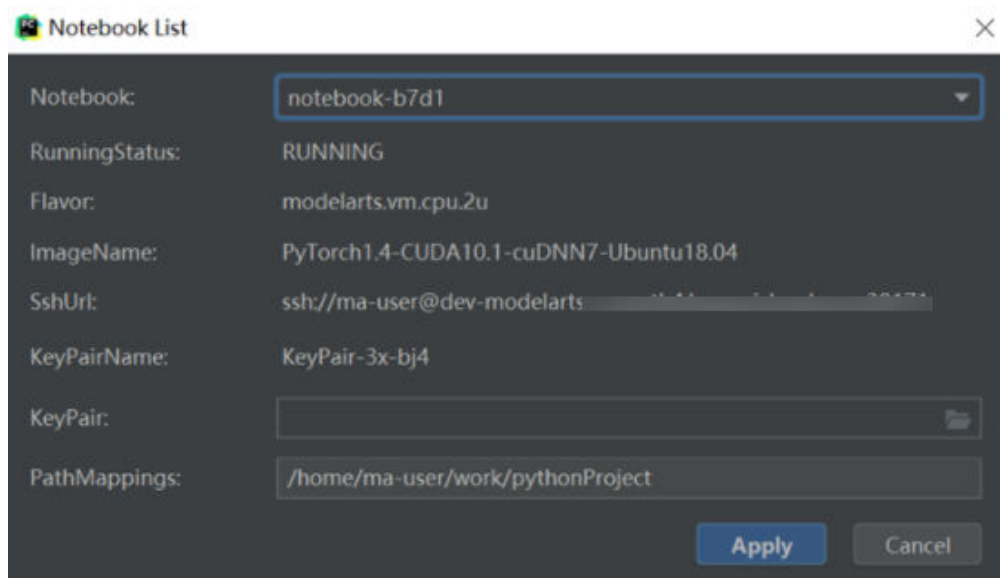 Notebook List
Notebook: notebook-b7d1
RunningStatus: RUNNING
Flavor: modelarts.vm.cpu.2u
ImageName: PyTorch1.4-CUDA10.1-cuDNN7-Ubuntu18.04
SshUrl: ssh://ma-user@dev-modelarts
KeyPairName: KeyPair-3x-bj4
KeyPair:
PathMappings: /home/ma-user/work/pythonProject
Apply Cancel